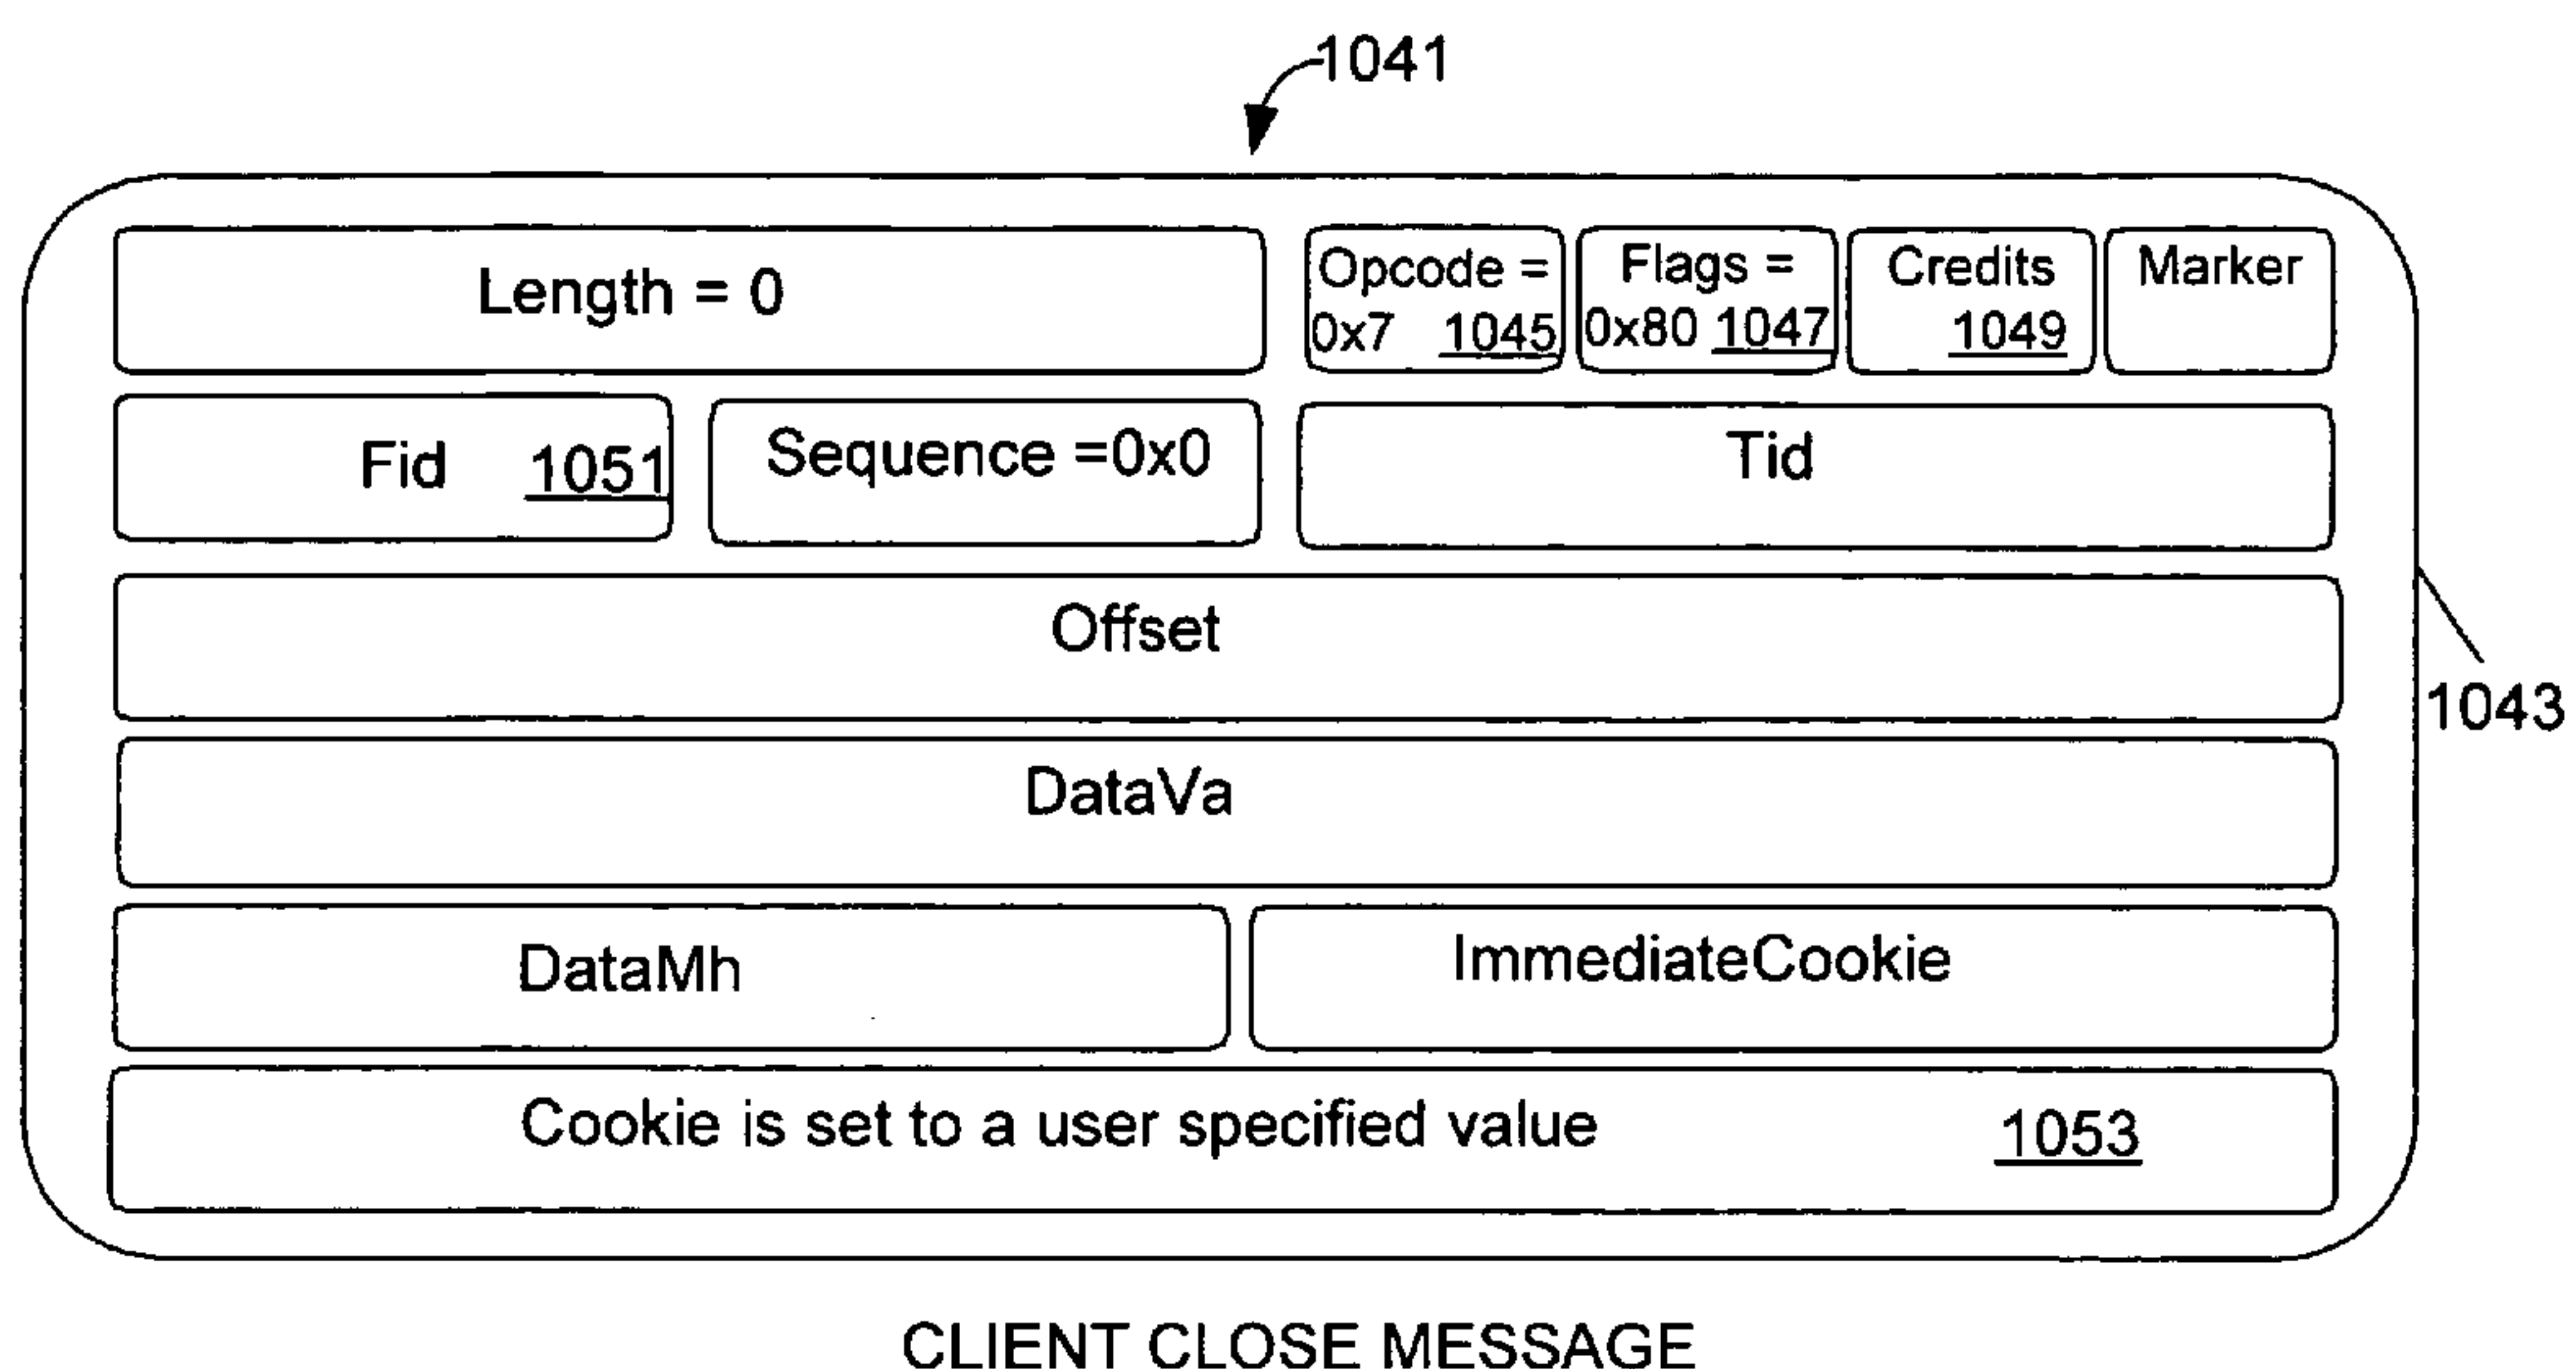 1041
Length = 0
Opcode =
0x7 1045
Flags =
0x80 1047
Credits
1049
Marker
Fid 1051
Sequence =0x0
Tid
Offset
1043
DataVa
DataMh
ImmediateCookie
Cookie is set to a user specified value 1053
CLIENT CLOSE MESSAGE